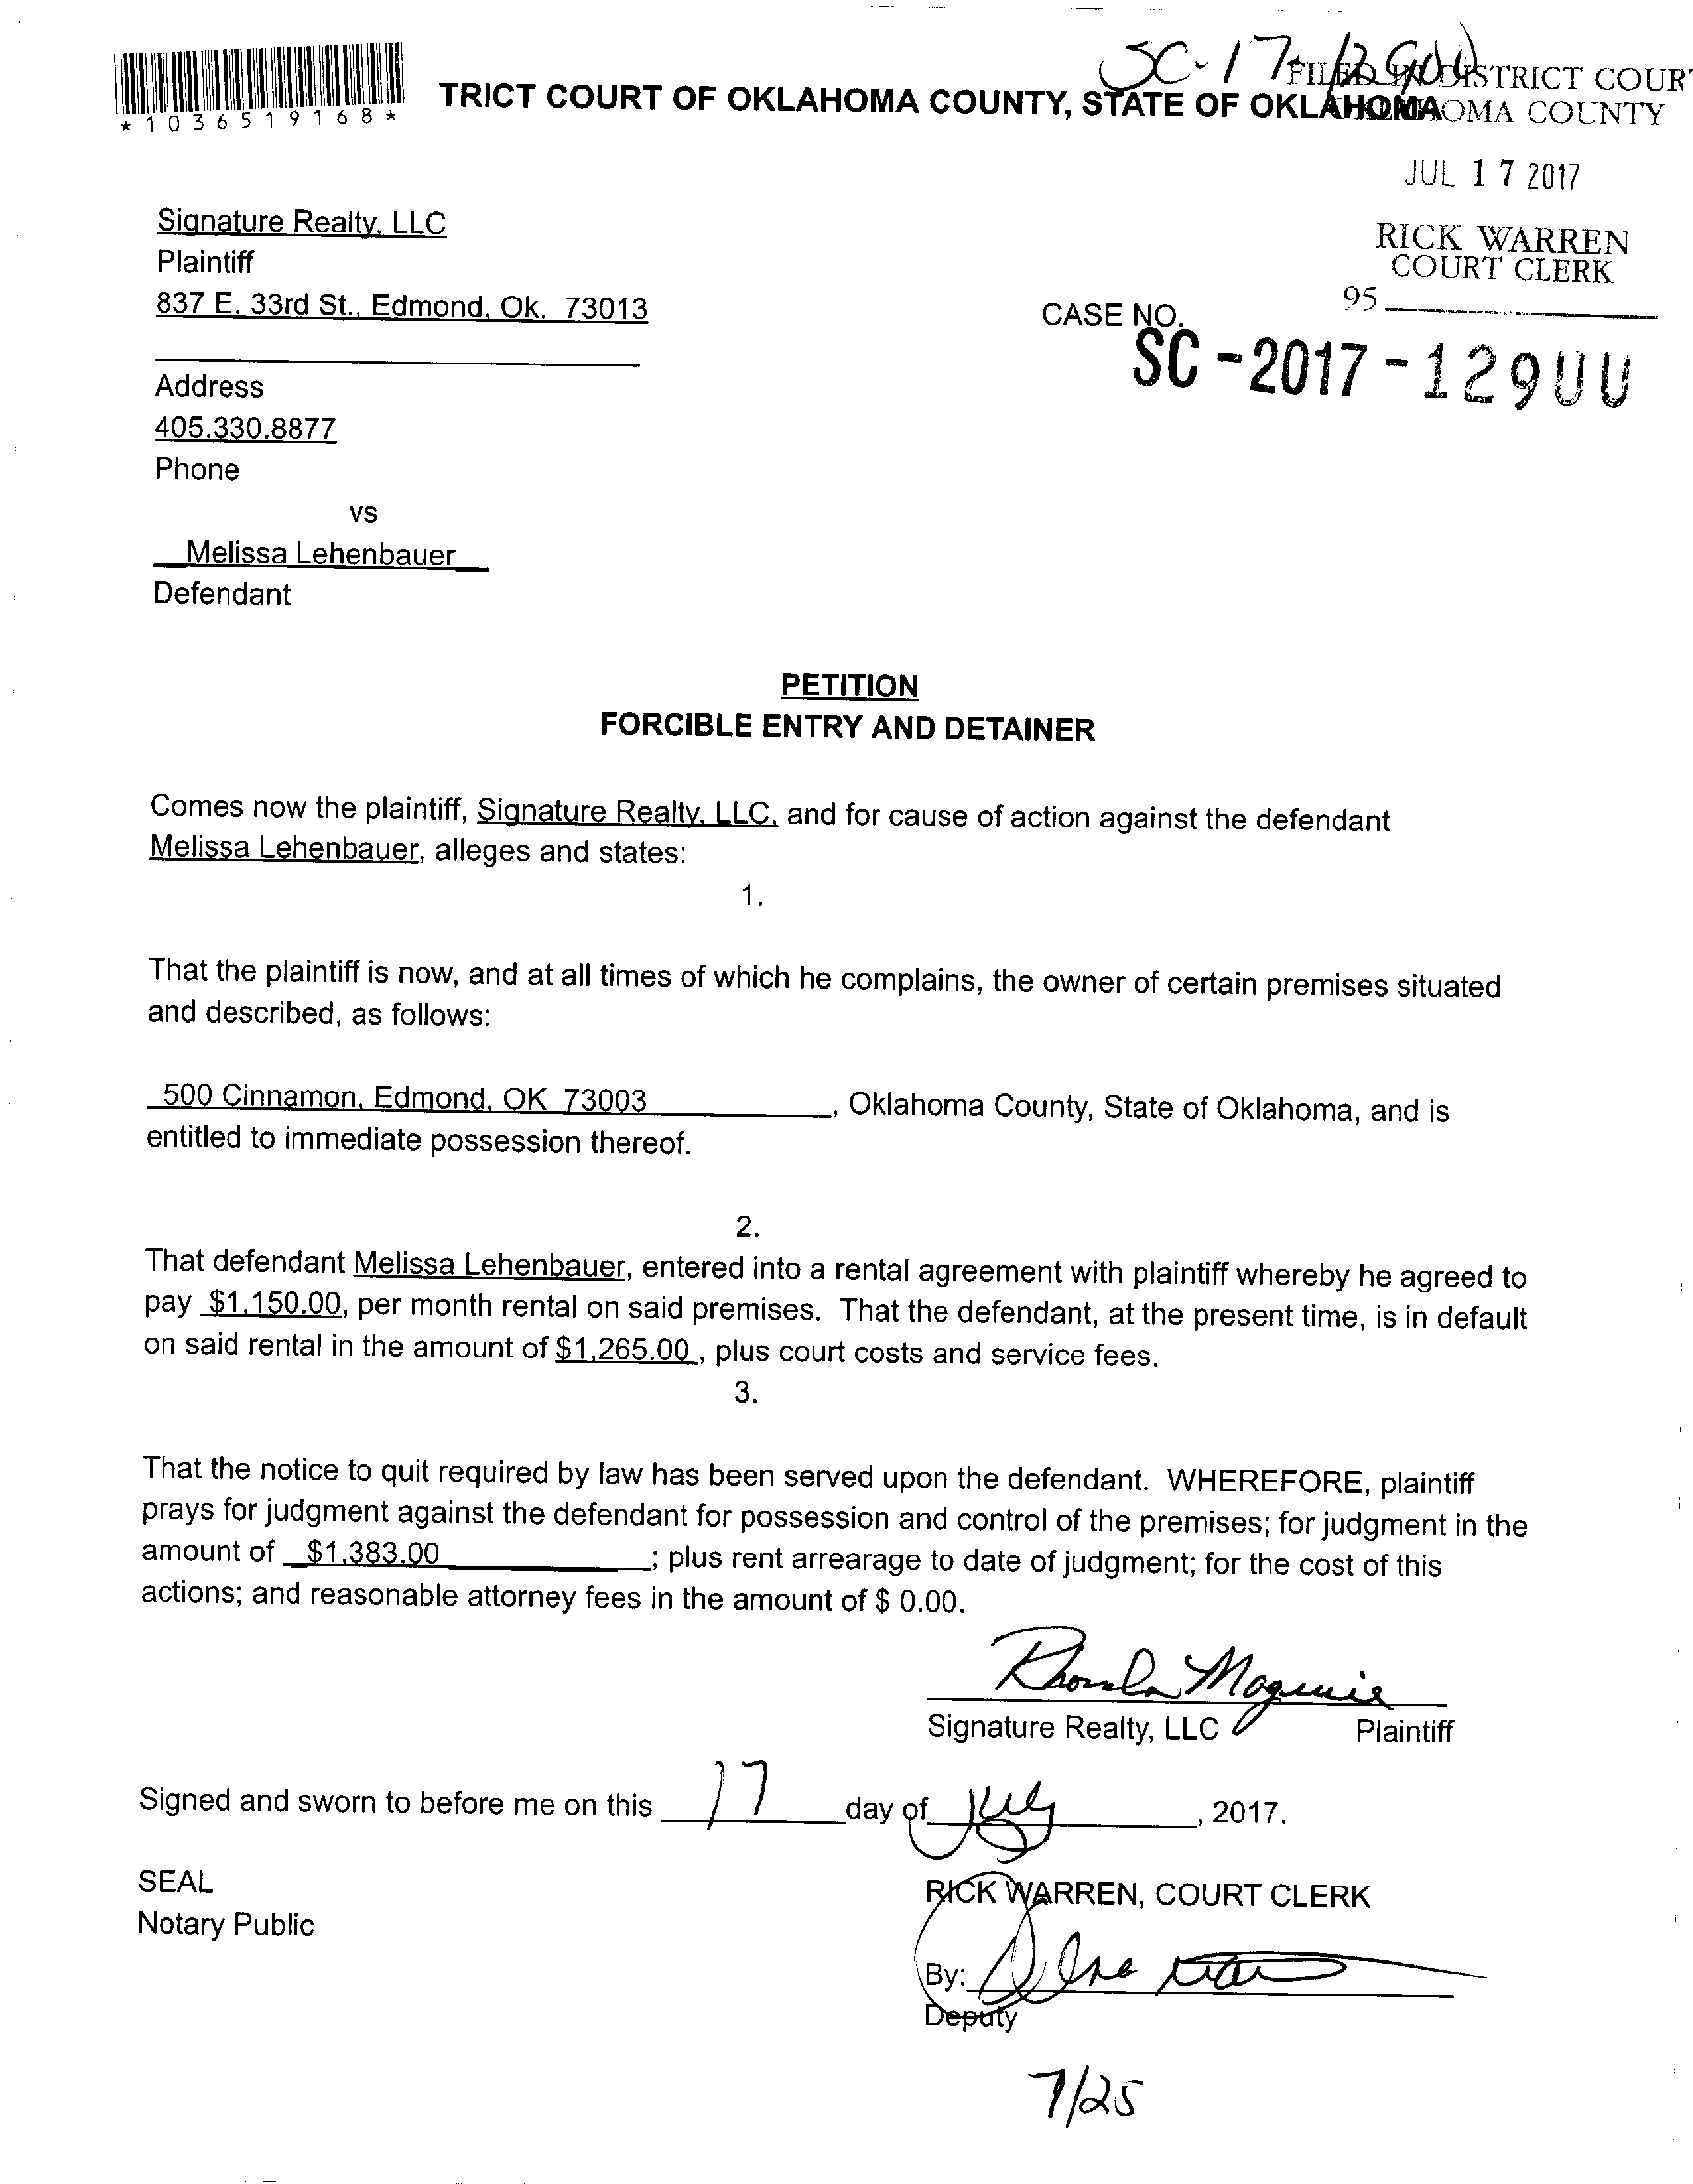 SC-17-12900
FILED IN DISTRICT COUR
TRICT COURT OF OKLAHOMA COUNTY, STATE OF OKLAHOMA
OMA COUNTY
*1036519168*
JUL 17 2017
Signature Realty, LLC
RICK WARREN
Plaintiff
COURT CLERK
837 E. 33rd St., Edmond, Ok. 73013
95
CASE NO.
SC-2017-12900
Address
405.330.8877
Phone
vs
Melissa Lehenbauer
Defendant
PETITION
FORCIBLE ENTRY AND DETAINER
Comes now the plaintiff, Signature Realty, LLC, and for cause of action against the defendant
Melissa Lehenbauer, alleges and states:
1.
That the plaintiff is now, and at all times of which he complains, the owner of certain premises situated
and described, as follows:
500 Cinnamon, Edmond, OK 73003, Oklahoma County, State of Oklahoma, and is
entitled to immediate possession thereof.
2.
That defendant Melissa Lehenbauer, entered into a rental agreement with plaintiff whereby he agreed to
pay $1,150.00, per month rental on said premises. That the defendant, at the present time, is in default
on said rental in the amount of $1,265.00, plus court costs and service fees.
3.
That the notice to quit required by law has been served upon the defendant. WHEREFORE, plaintiff
prays for judgment against the defendant for possession and control of the premises; for judgment in the
amount of $1,383.00; plus rent arrearage to date of judgment; for the cost of this
actions; and reasonable attorney fees in the amount of $ 0.00.
Rhonda Maguire
Signature Realty, LLC Plaintiff
Signed and sworn to before me on this 17 day of July, 2017.
SEAL
RICK WARREN, COURT CLERK
Notary Public
By:
Deputy
7/25